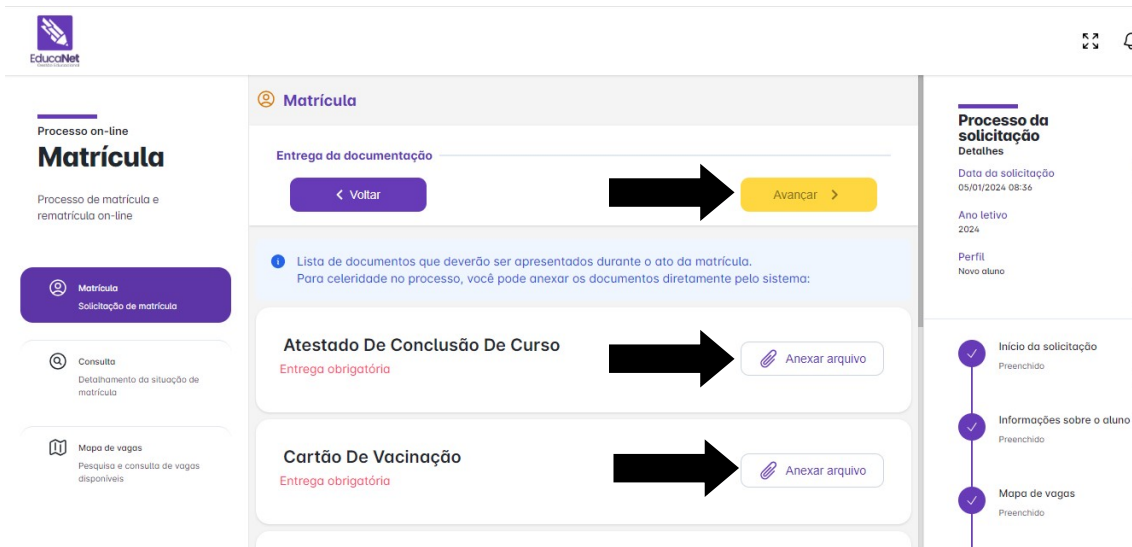 EducaNet
Processo on-line
Matrícula
Processo de matrícula e
rematrícula on-line
Matrícula
Solicitação de matrícula
Consulta
Detalhamento da situação de
matrícula
Mapa de vagas
Pesquisa e consulta de vagas
disponíveis
Matrícula
Entrega da documentação
Voltar
Avançar
Lista de documentos que deverão ser apresentados durante o ato da matrícula.
Para celeridade no processo, você pode anexar os documentos diretamente pelo sistema:
Atestado De Conclusão De Curso
Entrega obrigatória
Anexar arquivo
Cartão De Vacinação
Entrega obrigatória
Anexar arquivo
Processo da
solicitação
Detalhes
Data da solicitação
05/01/2024 08:36
Ano letivo
2024
Perfil
Novo aluno
Início da solicitação
Preenchido
Informações sobre o aluno
Preenchido
Mapa de vagas
Preenchido